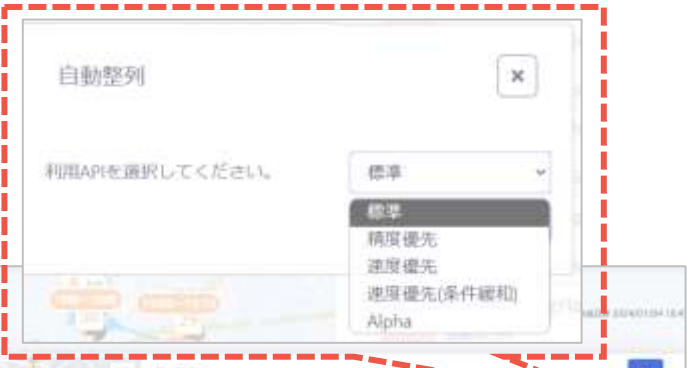 自動整列
×
利用APIを選択してください。
標準
標準
精度優先
速度優先
速度優先(条件緩和)
Alpha